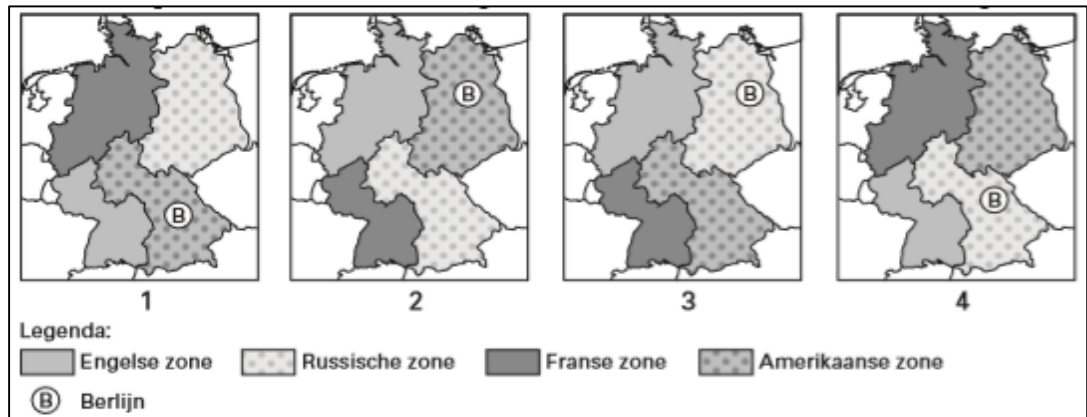 B
B
B
B
1 2 3 4
Legenda:
Engelse zone Russische zone Franse zone Amerikaanse zone
B Berlijn